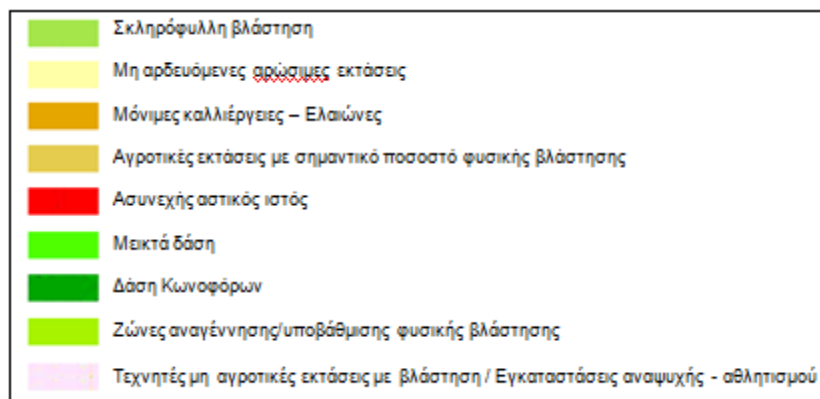 Σκληρόφυλλη βλάστηση
Μη αρδευόμενες αρώσιμες εκτάσεις
Μόνιμες καλλιέργειες – Ελαιώνες
Αγροτικές εκτάσεις με σημαντικό ποσοστό φυσικής βλάστησης
Ασυνεχής αστικός ιστός
Μεικτά δάση
Δάση Κωνοφόρων
Ζώνες αναγέννησης/υποβάθμισης φυσικής βλάστησης
Τεχνητές μη αγροτικές εκτάσεις με βλάστηση / Εγκαταστάσεις αναψυχής - αθλητισμού